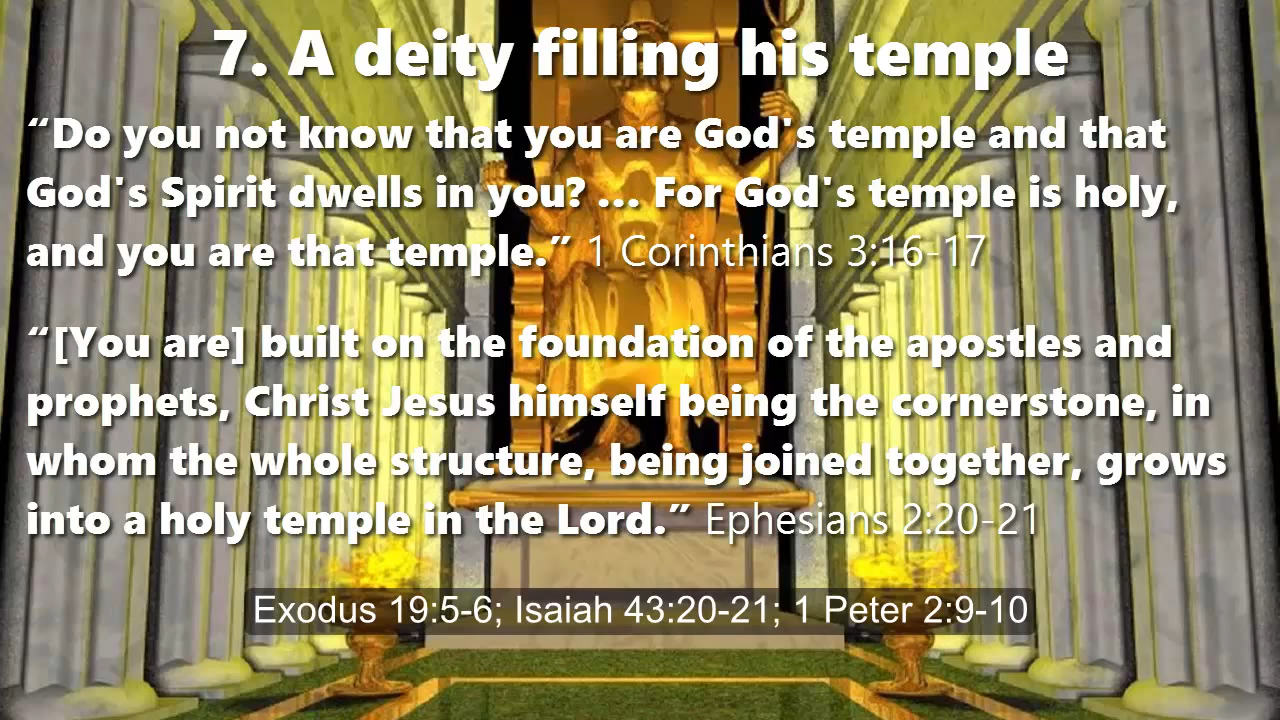 7. A deity filling his temple
“Do you not know that you are God's temple and that
God's Spirit dwells in you? … For God's temple is holy,
and you are that temple.” 1 Corinthians 3:16-17
“[You are] built on the foundation of the apostles and
prophets, Christ Jesus himself being the cornerstone, in
whom the whole structure, being joined together, grows
into a holy temple in the Lord.” Ephesians 2:20-21
Exodus 19:5-6; Isaiah 43:20-21; 1 Peter 2:9-10